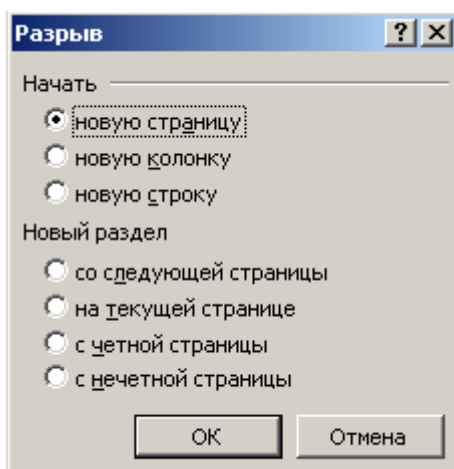 Разрыв
Начать
новую страницу
новую колонку
новую строку
Новый раздел
со следующей страницы
на текущей странице
с четной страницы
с нечетной страницы
ОК Отмена